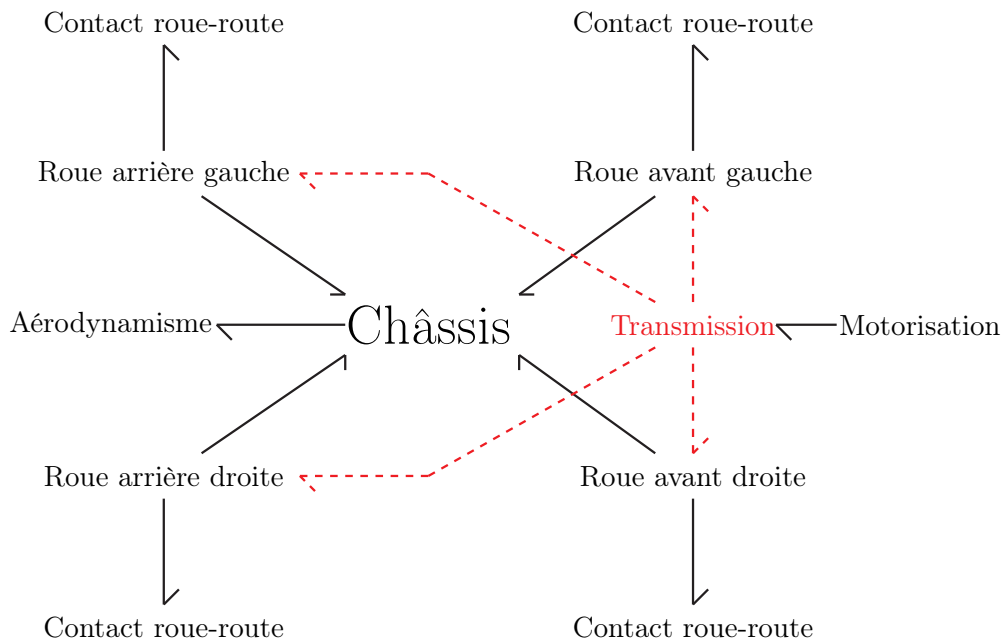 Contact roue-route
Contact roue-route
Roue arrière gauche
Roue avant gauche
Aérodynamisme
Châssis
Transmission
Motorisation
Roue arrière droite
Roue avant droite
Contact roue-route
Contact roue-route